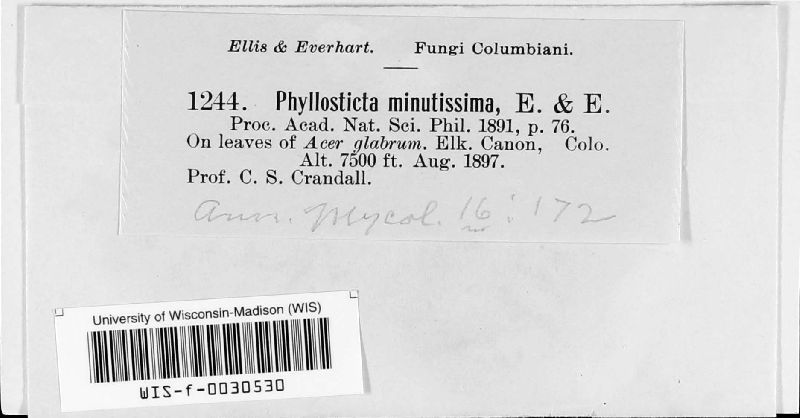 Ellis & Everhart. Fungi Columbiani.
1244. Phyllosticta minutissima, E. & E.
Proc. Acad. Nat. Sci. Phil. 1891, p. 76.
On leaves of Acer glabrum. Elk. Canon, Colo.
Alt. 7500 ft. Aug. 1897.
Prof. C. S. Crandall.
Ann. Mycol. 16: 172
University of Wisconsin-Madison (WIS)
WIS-f-0030530